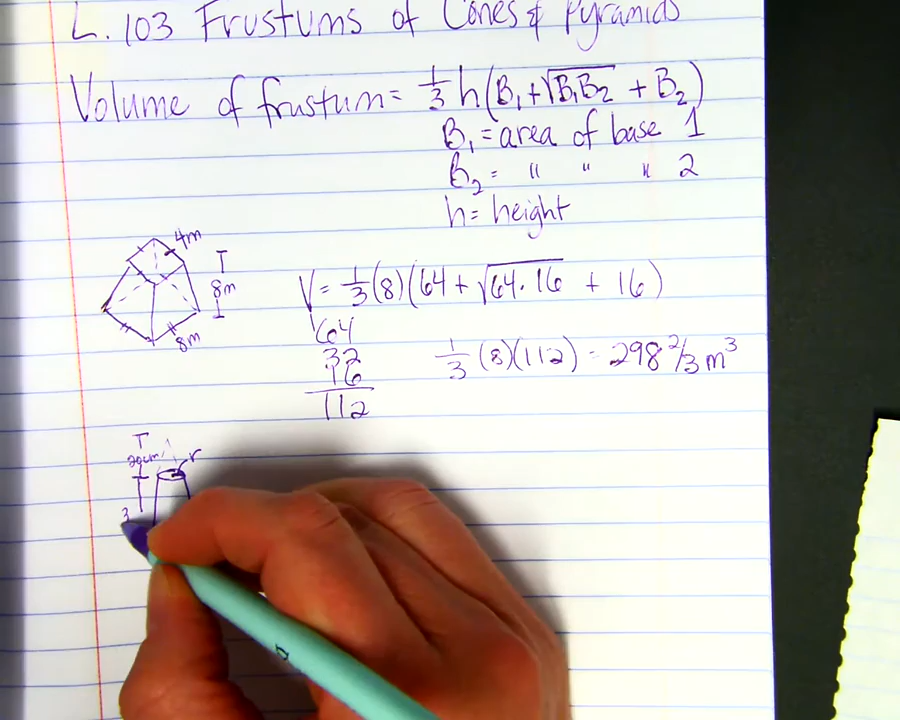 L. 103 Frustums of Cones & Pyramids
Volume of frustum = 1/3 h(B₁ + √B₁B₂ + B₂)
B₁ = area of base 1
B₂ = " " " 2
h = height
4m
8m
8m
V = 1/3(8)(64 + √64·16 + 16)
64
32
16
112
1/3 (8)(112) = 298 2/3 m³
20cm
r
3